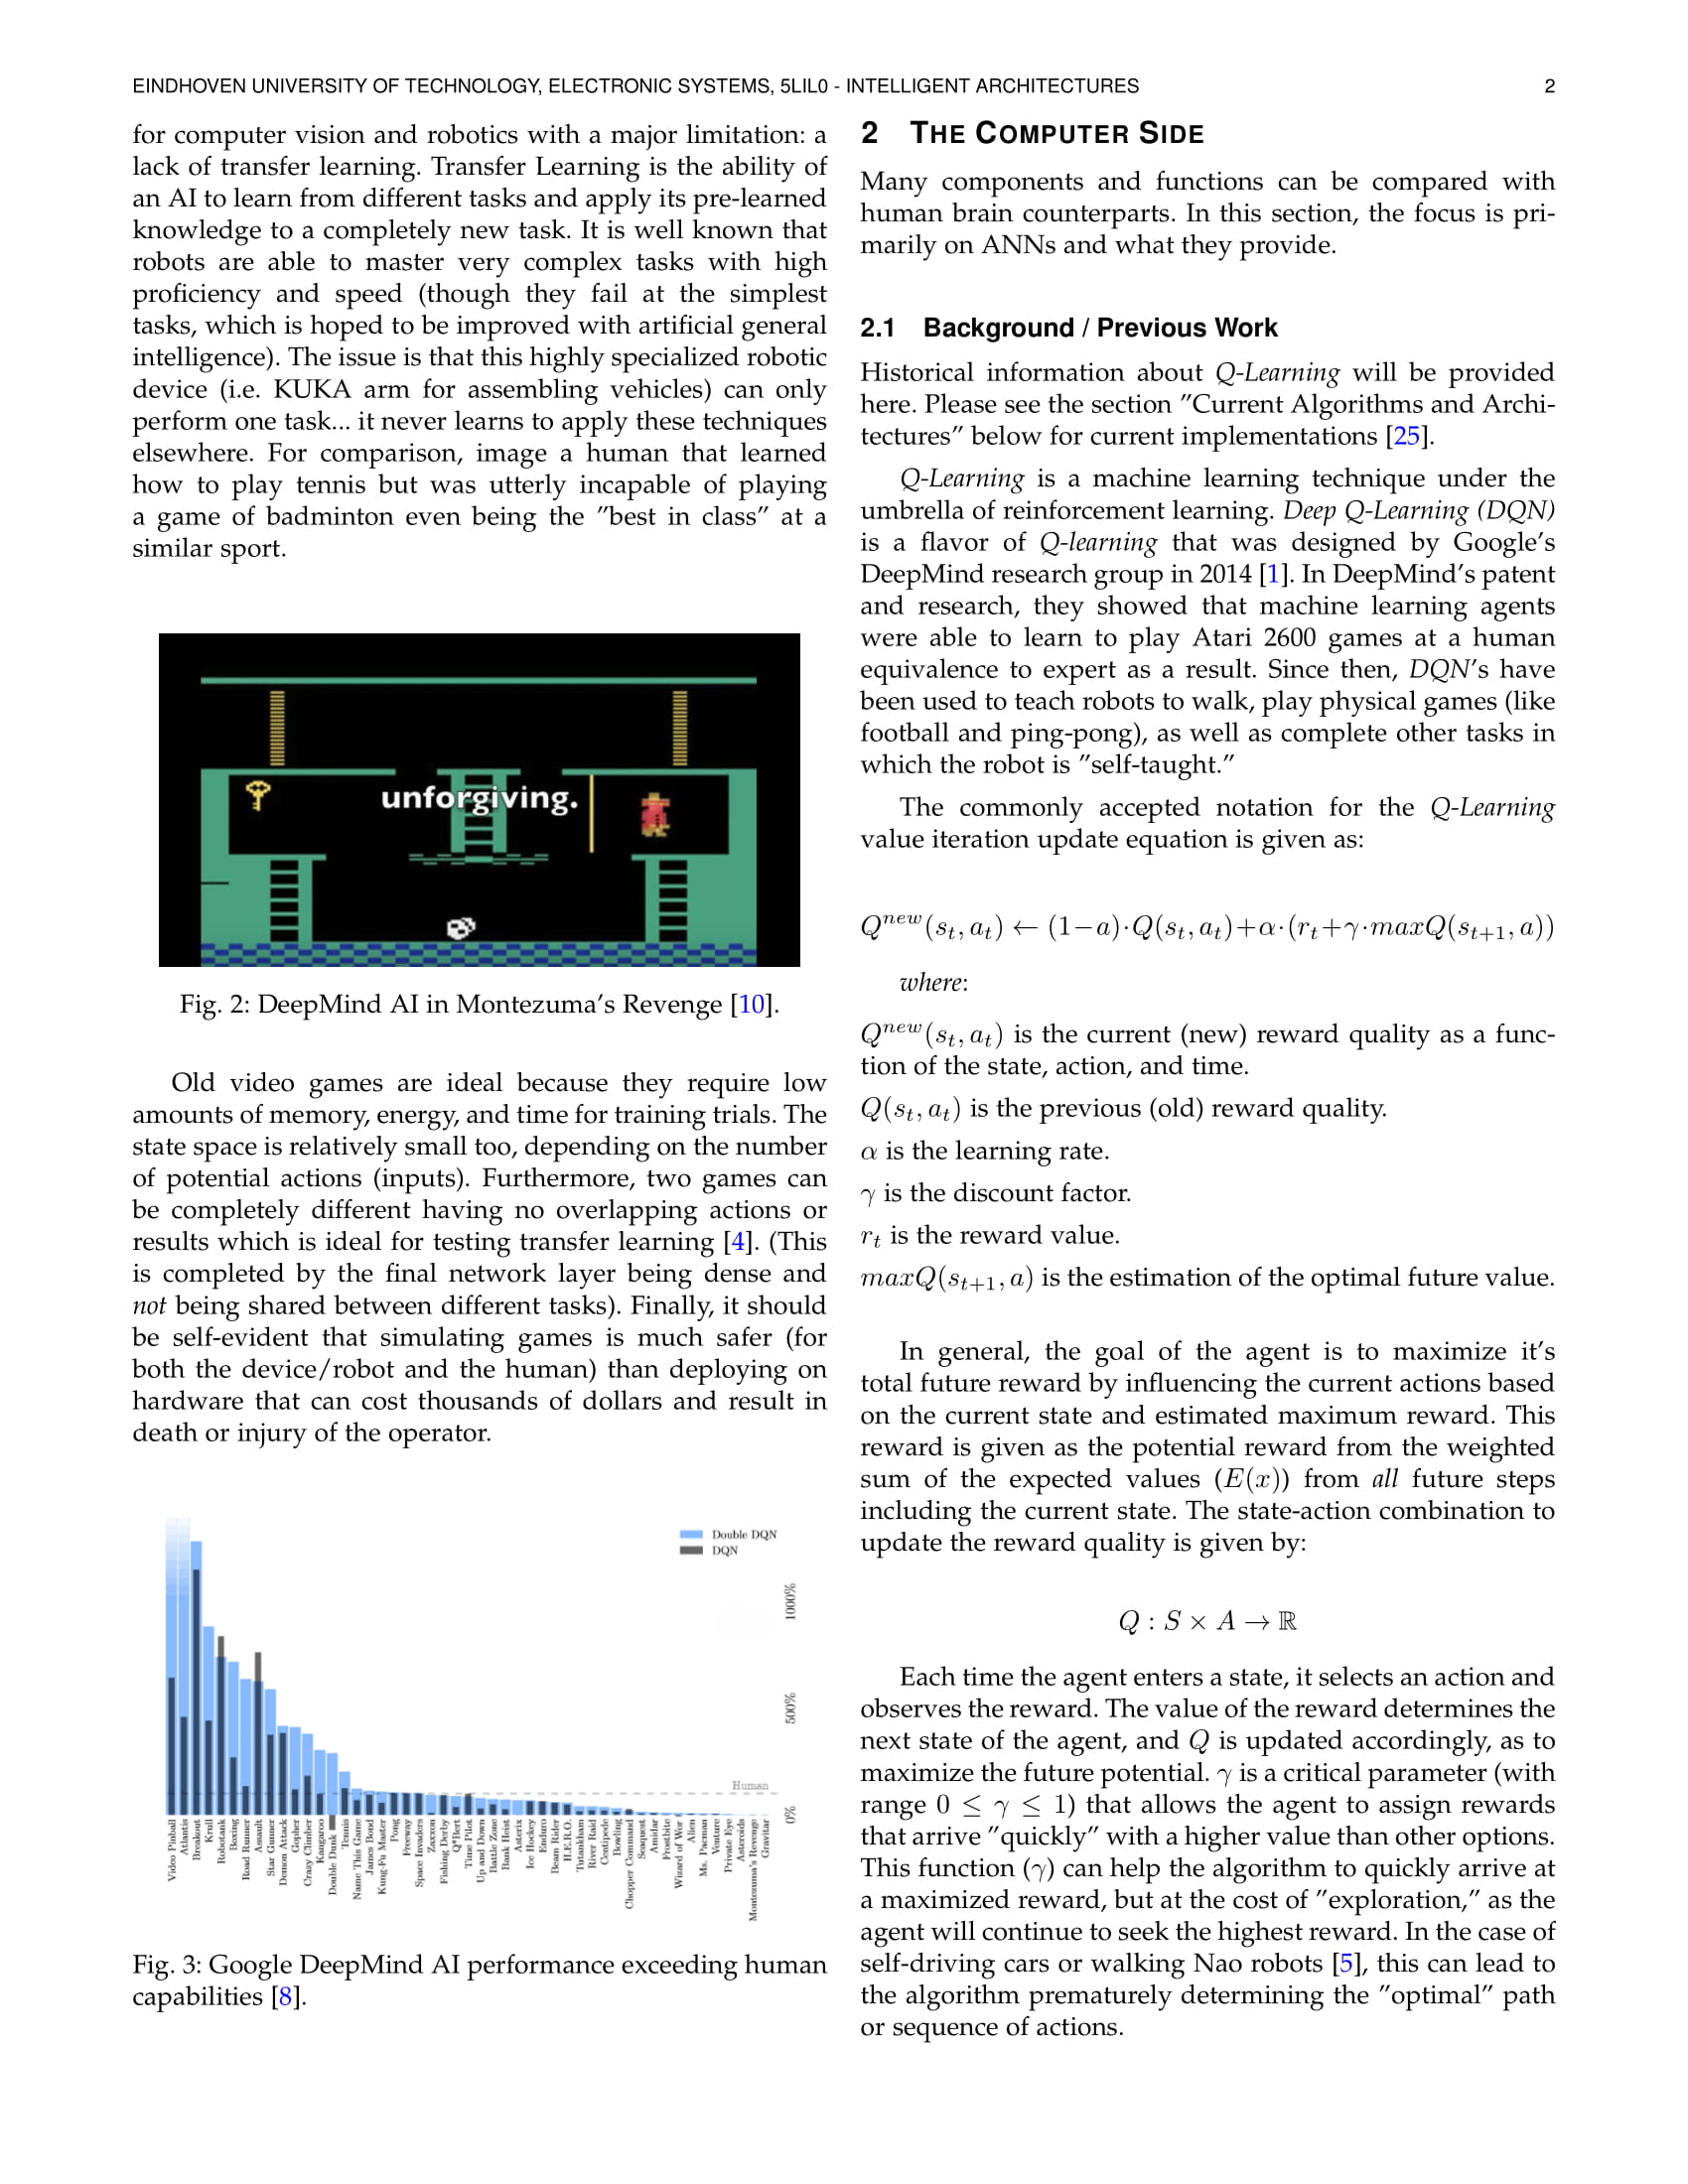 EINDHOVEN UNIVERSITY OF TECHNOLOGY, ELECTRONIC SYSTEMS, 5LIL0 - INTELLIGENT ARCHITECTURES 2
for computer vision and robotics with a major limitation: a
lack of transfer learning. Transfer Learning is the ability of
an AI to learn from different tasks and apply its pre-learned
knowledge to a completely new task. It is well known that
robots are able to master very complex tasks with high
proficiency and speed (though they fail at the simplest
tasks, which is hoped to be improved with artificial general
intelligence). The issue is that this highly specialized robotic
device (i.e. KUKA arm for assembling vehicles) can only
perform one task... it never learns to apply these techniques
elsewhere. For comparison, image a human that learned
how to play tennis but was utterly incapable of playing
a game of badminton even being the ”best in class” at a
similar sport.
unforgiving.
Fig. 2: DeepMind AI in Montezuma's Revenge [10].
Old video games are ideal because they require low
amounts of memory, energy, and time for training trials. The
state space is relatively small too, depending on the number
of potential actions (inputs). Furthermore, two games can
be completely different having no overlapping actions or
results which is ideal for testing transfer learning [4]. (This
is completed by the final network layer being dense and
not being shared between different tasks). Finally, it should
be self-evident that simulating games is much safer (for
both the device/robot and the human) than deploying on
hardware that can cost thousands of dollars and result in
death or injury of the operator.
Double DQN
DQN
1000%
500%
Human
0%
Video Pinball
Atlantis
Breakout
Krull
Robotank
Boxing
Road Runner
Assault
Star Gunner
Demon Attack
Gopher
Crazy Climber
Kangaroo
Double Dunk
Tennis
Name This Game
James Bond
Kung-Fu Master
Pong
Freeway
Space Invaders
Zaxxon
Fishing Derby
Q*Bert
Time Pilot
Up and Down
Battle Zone
Bank Heist
Asterix
Ice Hockey
Enduro
Beam Rider
H.E.R.O.
Tutankham
River Raid
Centipede
Bowling
Chopper Command
Seaquest
Amidar
Frostbite
Wizard of Wor
Alien
Ms. Pacman
Venture
Private Eye
Asteroids
Montezuma's Revenge
Gravitar
Fig. 3: Google DeepMind AI performance exceeding human
capabilities [8].
2 THE COMPUTER SIDE
Many components and functions can be compared with
human brain counterparts. In this section, the focus is pri-
marily on ANNs and what they provide.
2.1 Background / Previous Work
Historical information about Q-Learning will be provided
here. Please see the section ”Current Algorithms and Archi-
tectures” below for current implementations [25].
Q-Learning is a machine learning technique under the
umbrella of reinforcement learning. Deep Q-Learning (DQN)
is a flavor of Q-learning that was designed by Google's
DeepMind research group in 2014 [1]. In DeepMind's patent
and research, they showed that machine learning agents
were able to learn to play Atari 2600 games at a human
equivalence to expert as a result. Since then, DQN's have
been used to teach robots to walk, play physical games (like
football and ping-pong), as well as complete other tasks in
which the robot is ”self-taught.”
The commonly accepted notation for the Q-Learning
value iteration update equation is given as:
Q^{new}(s_t, a_t) ← (1−a)·Q(s_t, a_t)+α·(r_t+γ·maxQ(s_{t+1}, a))
where:
Q^{new}(s_t, a_t) is the current (new) reward quality as a func-
tion of the state, action, and time.
Q(s_t, a_t) is the previous (old) reward quality.
α is the learning rate.
γ is the discount factor.
r_t is the reward value.
maxQ(s_{t+1}, a) is the estimation of the optimal future value.
In general, the goal of the agent is to maximize it's
total future reward by influencing the current actions based
on the current state and estimated maximum reward. This
reward is given as the potential reward from the weighted
sum of the expected values (E(x)) from all future steps
including the current state. The state-action combination to
update the reward quality is given by:
Q : S × A → ℝ
Each time the agent enters a state, it selects an action and
observes the reward. The value of the reward determines the
next state of the agent, and Q is updated accordingly, as to
maximize the future potential. γ is a critical parameter (with
range 0 ≤ γ ≤ 1) that allows the agent to assign rewards
that arrive ”quickly” with a higher value than other options.
This function (γ) can help the algorithm to quickly arrive at
a maximized reward, but at the cost of ”exploration,” as the
agent will continue to seek the highest reward. In the case of
self-driving cars or walking Nao robots [5], this can lead to
the algorithm prematurely determining the ”optimal” path
or sequence of actions.